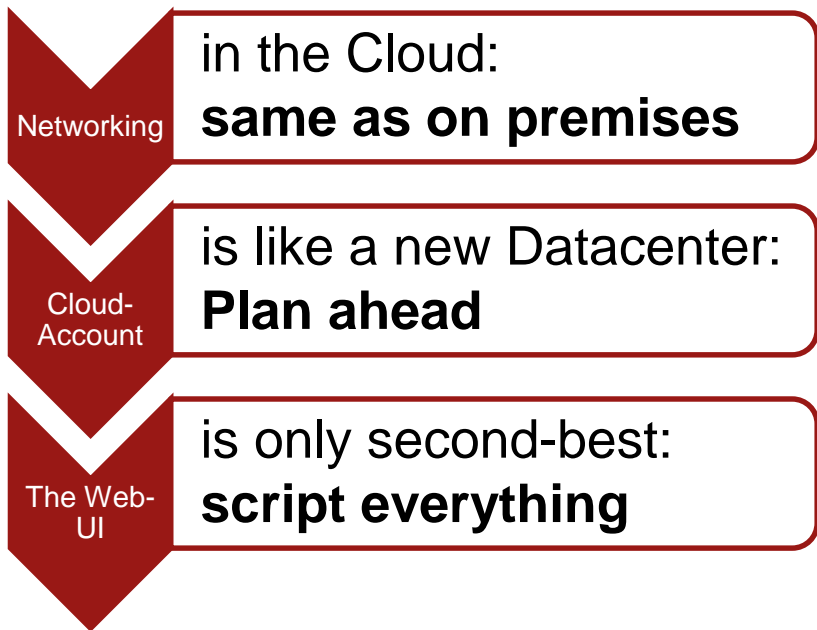 Networking
in the Cloud:
same as on premises
Cloud-
Account
is like a new Datacenter:
Plan ahead
The Web-
UI
is only second-best:
script everything